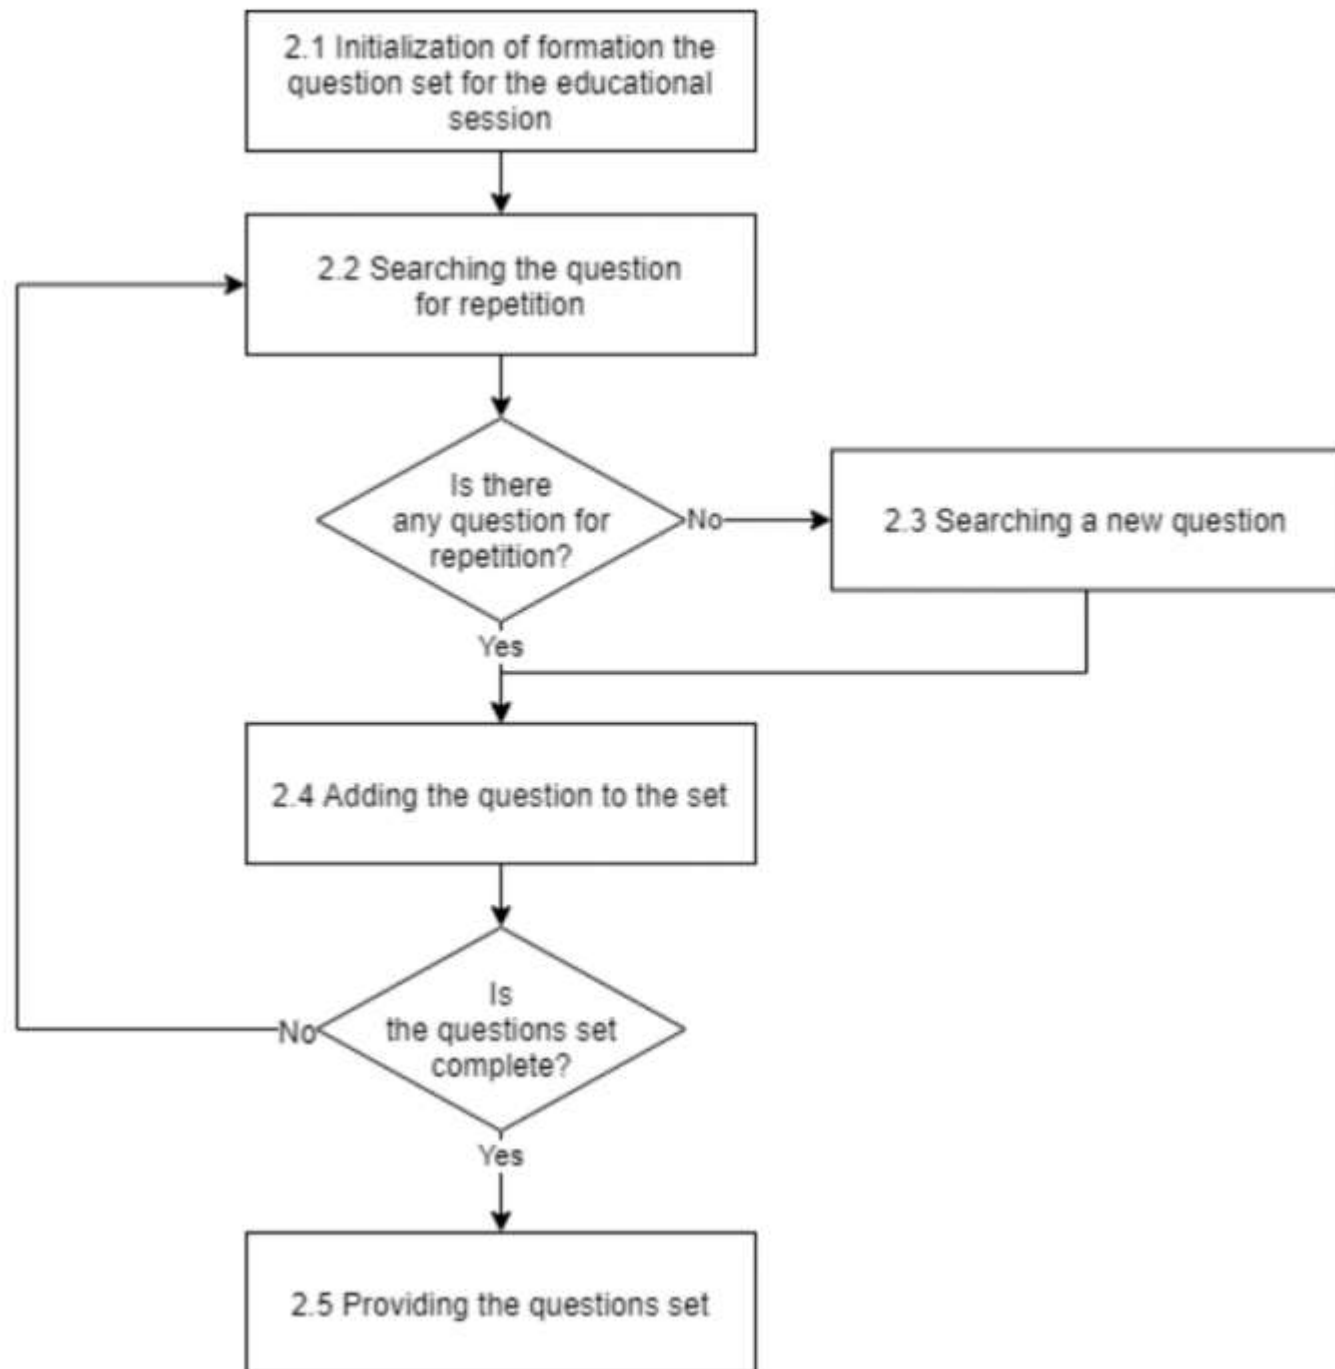 2.1 Initialization of formation the
question set for the educational
session
2.2 Searching the question
for repetition
Is there
any question for
repetition?
No
2.3 Searching a new question
Yes
2.4 Adding the question to the set
Is
the questions set
complete?
No
Yes
2.5 Providing the questions set